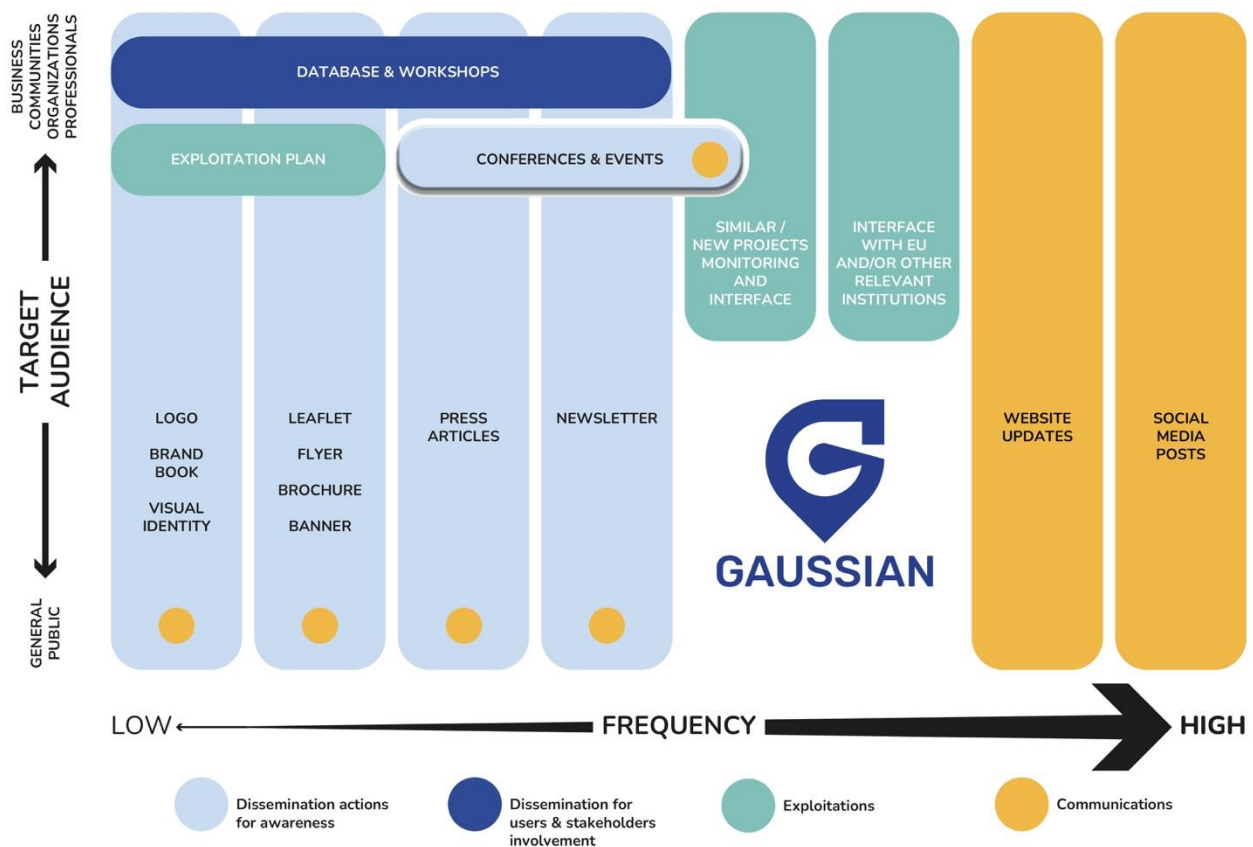 BUSINESS
COMMUNITIES
ORGANIZATIONS
PROFESSIONALS
TARGET
AUDIENCE
GENERAL
PUBLIC
DATABASE & WORKSHOPS
EXPLOITATION PLAN
CONFERENCES & EVENTS
SIMILAR /
NEW PROJECTS
MONITORING
AND
INTERFACE
INTERFACE
WITH EU
AND/OR OTHER
RELEVANT
INSTITUTIONS
LOGO
BRAND
BOOK
VISUAL
IDENTITY
LEAFLET
FLYER
BROCHURE
BANNER
PRESS
ARTICLES
NEWSLETTER
GAUSSIAN
WEBSITE
UPDATES
SOCIAL
MEDIA
POSTS
LOW
FREQUENCY
HIGH
Dissemination actions
for awareness
Dissemination for
users & stakeholders
involvement
Exploitations
Communications